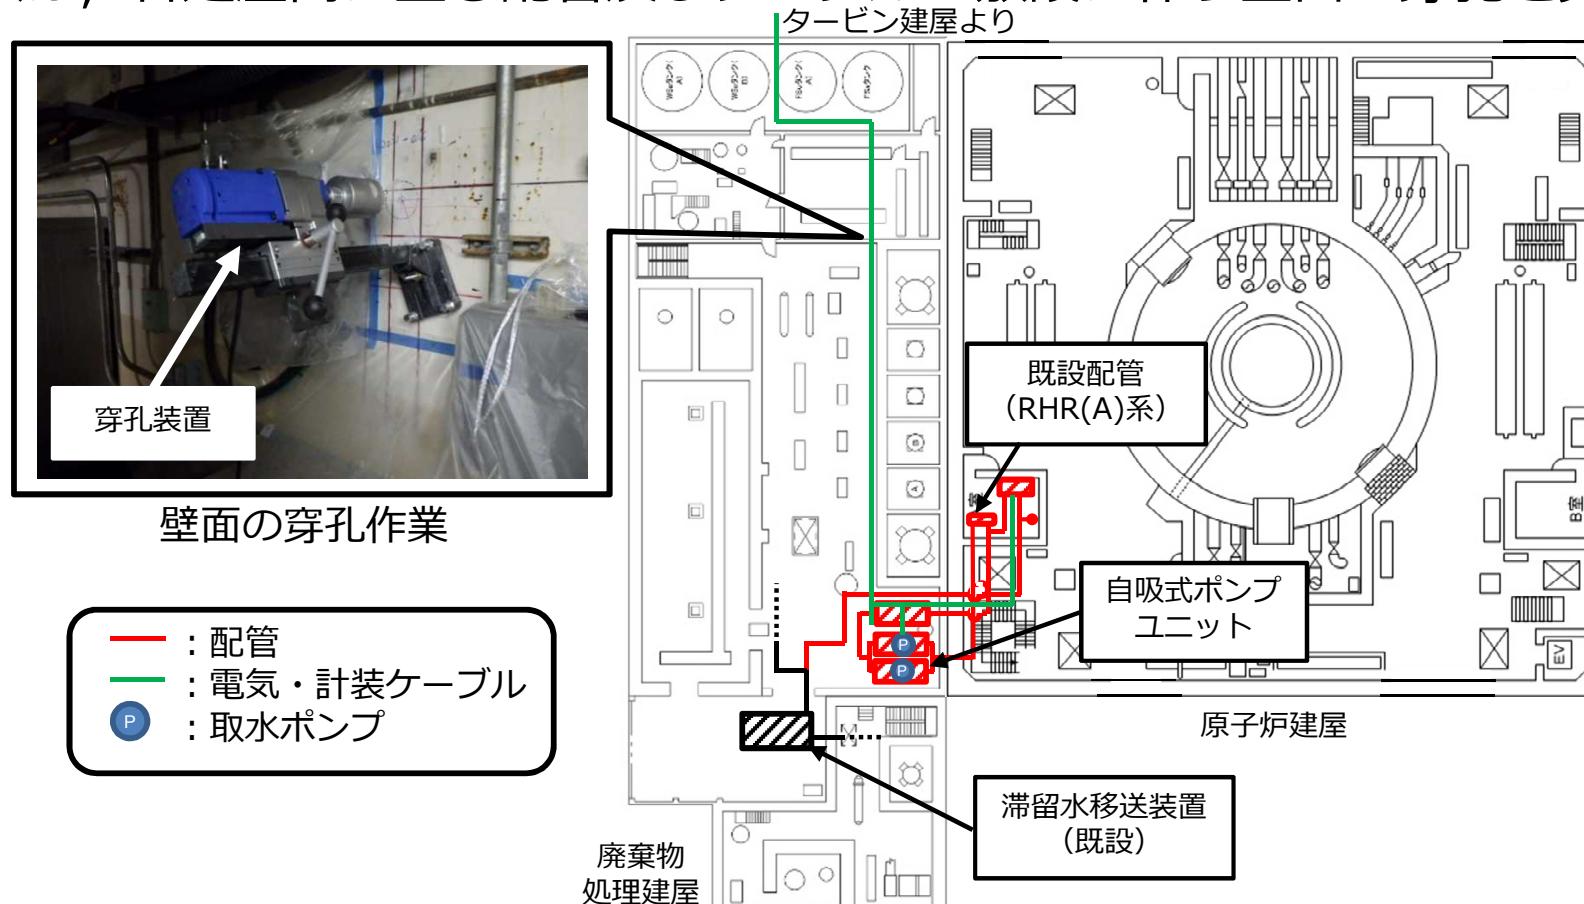 タービン建屋より
穿孔装置
壁面の穿孔作業
既設配管
（RHR(A)系）
自吸式ポンプ
ユニット
：配管
：電気・計装ケーブル
P
：取水ポンプ
P
P
原子炉建屋
滞留水移送装置
（既設）
廃棄物
処理建屋
B室
EV